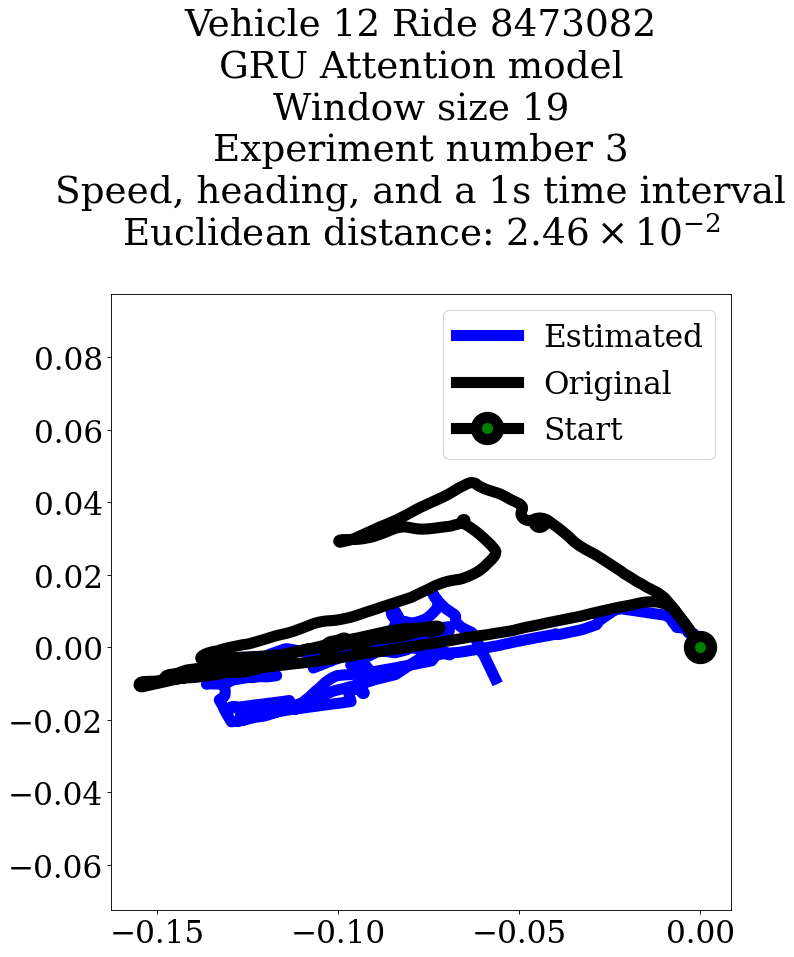 Vehicle 12 Ride 8473082
GRU Attention model
Window size 19
Experiment number 3
Speed, heading, and a 1s time interval
Euclidean distance: 2.46 × 10⁻²
Estimated
Original
Start
0.08
0.06
0.04
0.02
0.00
−0.02
−0.04
−0.06
−0.15
−0.10
−0.05
0.00